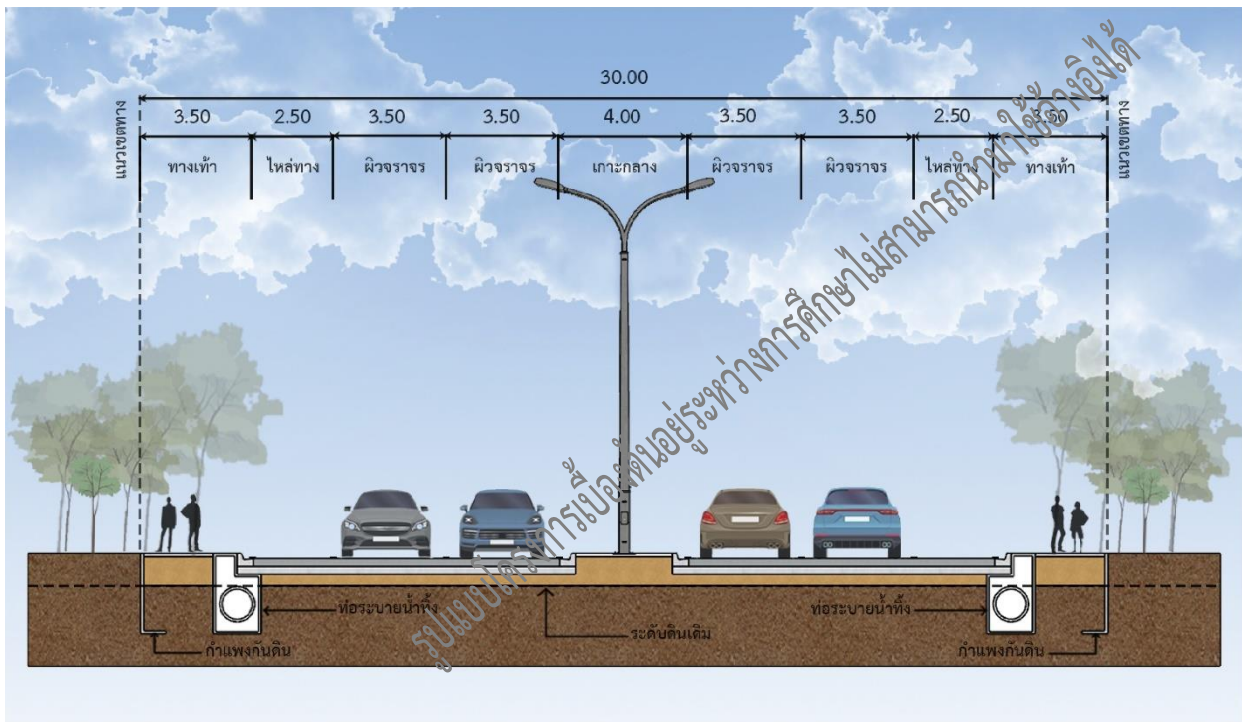 30.00
3.50 2.50 3.50 3.50 4.00 3.50 3.50 2.50 3.50
ทางเท้า ไหล่ทาง ผิวจราจร ผิวจราจร เกาะกลาง ผิวจราจร ผิวจราจร ไหล่ทาง ทางเท้า
แนวเขตทาง
แนวเขตทาง
รูปแบบโครงการเบื้องต้นอยู่ระหว่างการศึกษาไม่สามารถนำมาใช้อ้างอิงได้
ท่อระบายน้ำทิ้ง ท่อระบายน้ำทิ้ง
ระดับดินเดิม
กำแพงกันดิน กำแพงกันดิน